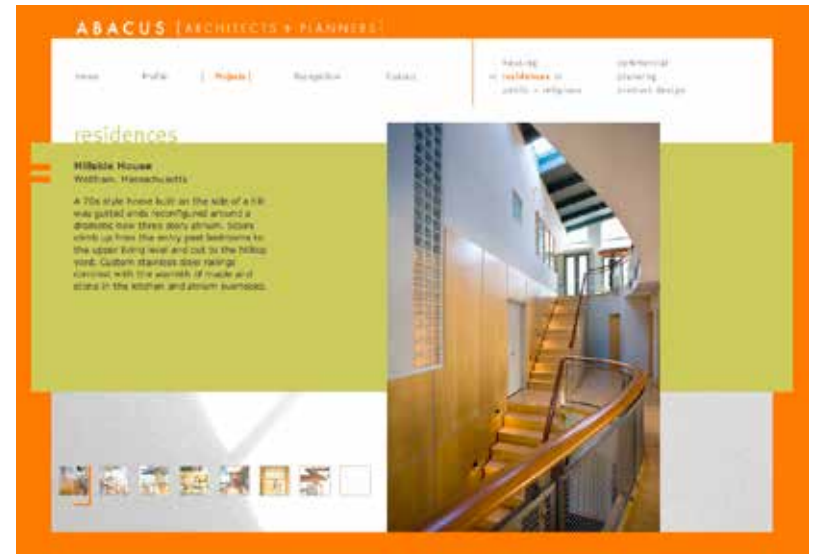 ABACUS [ARCHITECTS + PLANNERS]
Home Profile [ Projects ] Recognition Contact
housing
residences
public + religious
commercial
planning
product design
residences
Hillside House
Waltham, Massachusetts
A 70s style home built on the side of a hill
was gutted and reconfigured around a
dramatic new three story atrium. Stairs
climb up from the entry past bedrooms to
the upper living level and out to the hilltop
yard. Custom stainless steel railings
contrast with the warmth of maple and
stone in the kitchen and atrium